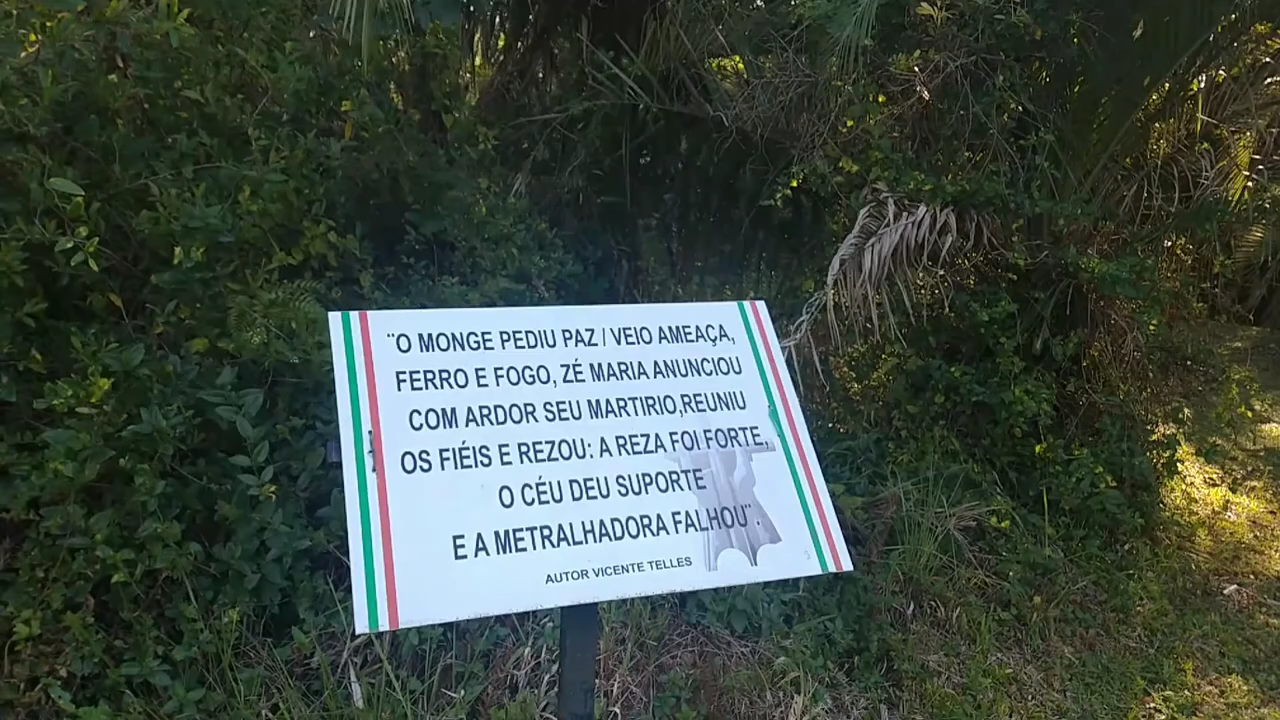 ¨O MONGE PEDIU PAZ / VEIO AMEAÇA,
FERRO E FOGO, ZÉ MARIA ANUNCIOU
COM ARDOR SEU MARTIRIO,REUNIU
OS FIÉIS E REZOU: A REZA FOI FORTE,
O CÉU DEU SUPORTE
E A METRALHADORA FALHOU¨.
AUTOR VICENTE TELLES